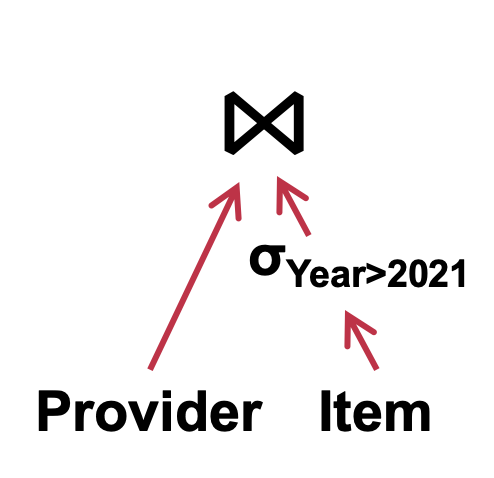 ⋈
σYear>2021
Provider Item